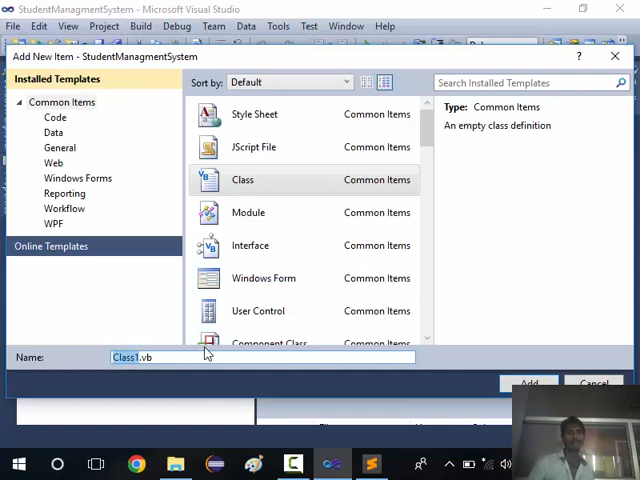 StudentManagmentSystem - Microsoft Visual Studio
File Edit View Project Build Debug Team Data Tools Test Window Help
Add New Item - StudentManagmentSystem
Installed Templates
Sort by: Default
Search Installed Templates
Common Items
Code
Data
General
Web
Windows Forms
Reporting
Workflow
WPF
Online Templates
Style Sheet Common Items
JScript File Common Items
Class Common Items
Module Common Items
Interface Common Items
Windows Form Common Items
User Control Common Items
Component Class Common Items
Type: Common Items
An empty class definition
Name: Class1.vb
Add Cancel